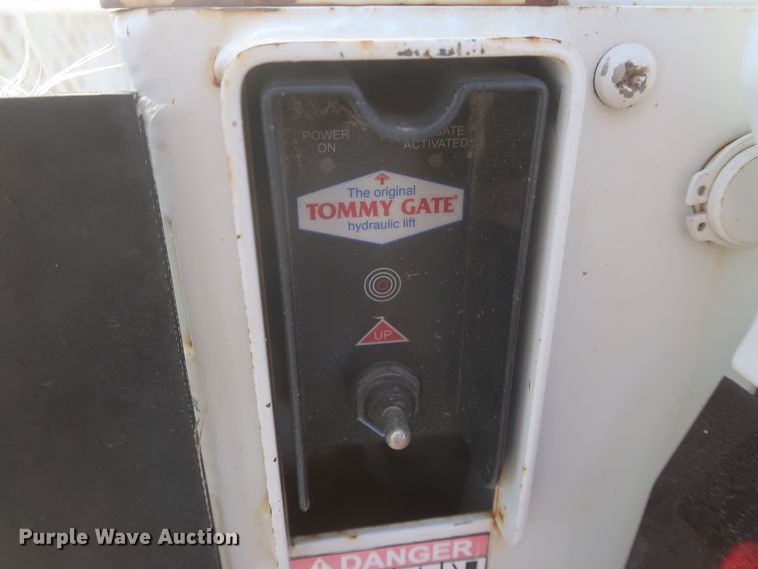 POWER
ON
GATE
ACTIVATED
The original
TOMMY GATE®
hydraulic lift
UP
DANGER
Purple Wave Auction®